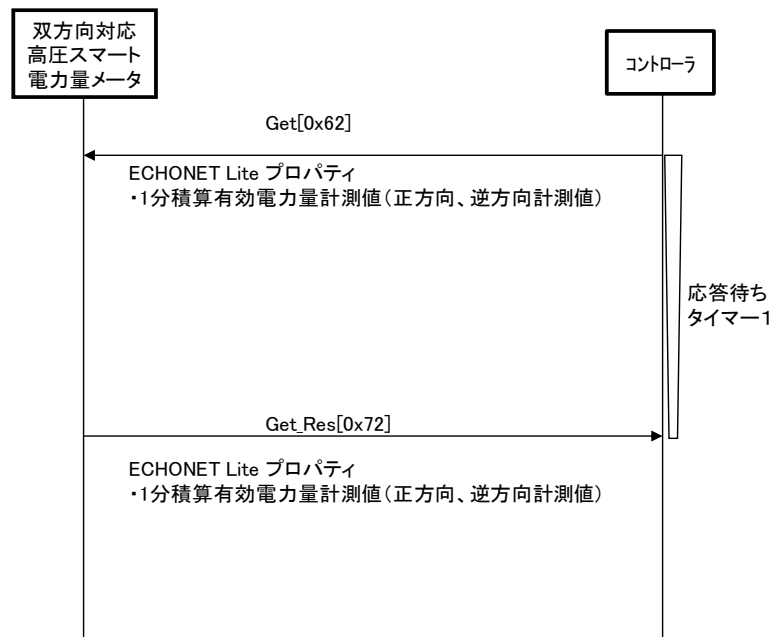 双方向対応
高圧スマート
電力量メータ
コントローラ
Get[0x62]
ECHONET Lite プロパティ
・1分積算有効電力量計測値(正方向、逆方向計測値)
応答待ち
タイマー1
Get_Res[0x72]
ECHONET Lite プロパティ
・1分積算有効電力量計測値(正方向、逆方向計測値)